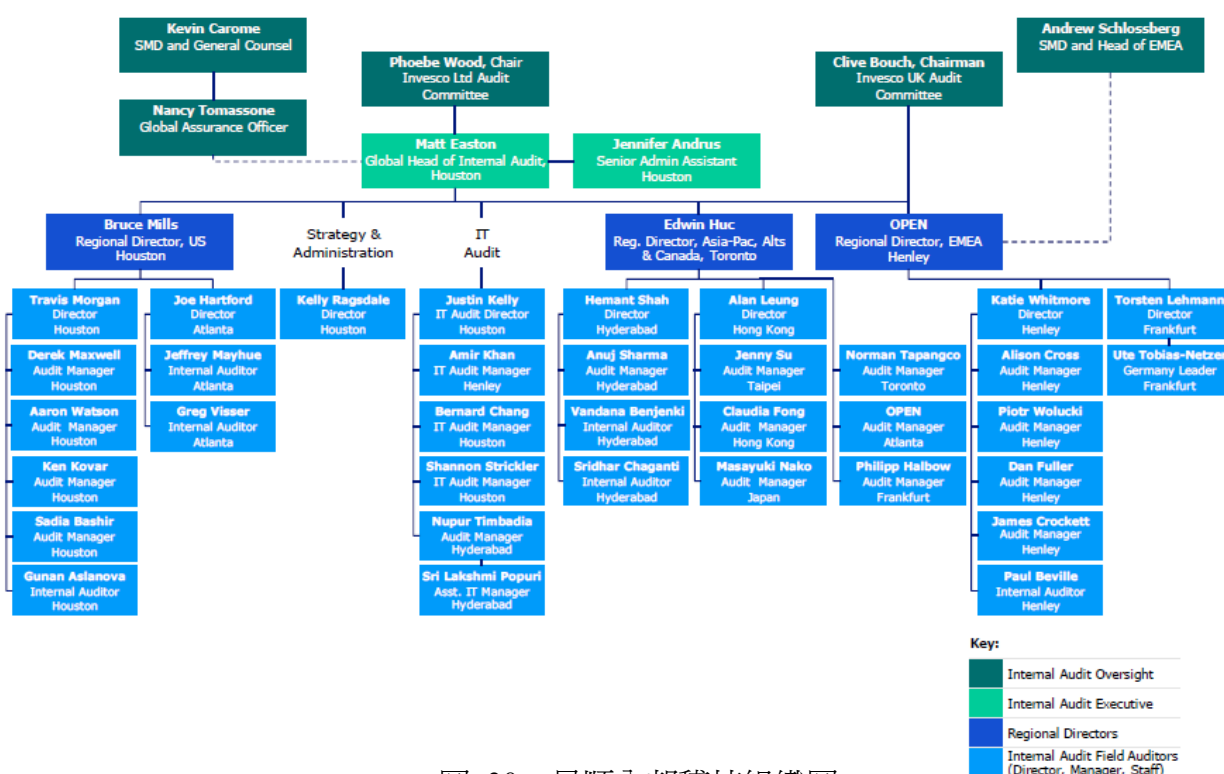 Kevin Carome
SMD and General Counsel
Andrew Schlossberg
SMD and Head of EMEA
Phoebe Wood, Chair
Invesco Ltd Audit
Committee
Clive Bouch, Chairman
Invesco UK Audit
Committee
Nancy Tomassone
Global Assurance Officer
Matt Easton
Global Head of Internal Audit,
Houston
Jennifer Andrus
Senior Admin Assistant
Houston
Bruce Mills
Regional Director, US
Houston
Strategy &
Administration
IT
Audit
Edwin Huc
Reg. Director, Asia-Pac, Alts
& Canada, Toronto
OPEN
Regional Director, EMEA
Henley
Travis Morgan
Director
Houston
Derek Maxwell
Audit Manager
Houston
Aaron Watson
Audit Manager
Houston
Ken Kovar
Audit Manager
Houston
Sadia Bashir
Audit Manager
Houston
Gunan Aslanova
Internal Auditor
Houston
Joe Hartford
Director
Atlanta
Jeffrey Mayhue
Internal Auditor
Atlanta
Greg Visser
Internal Auditor
Atlanta
Kelly Ragsdale
Director
Houston
Justin Kelly
IT Audit Director
Houston
Amir Khan
IT Audit Manager
Henley
Bernard Chang
IT Audit Manager
Houston
Shannon Strickler
IT Audit Manager
Houston
Nupur Timbadia
Audit Manager
Hyderabad
Sri Lakshmi Popuri
Asst. IT Manager
Hyderabad
Hemant Shah
Director
Hyderabad
Anuj Sharma
Audit Manager
Hyderabad
Vandana Benjenki
Internal Auditor
Hyderabad
Sridhar Chaganti
Internal Auditor
Hyderabad
Alan Leung
Director
Hong Kong
Jenny Su
Audit Manager
Taipei
Claudia Fong
Audit Manager
Hong Kong
Masayuki Nako
Audit Manager
Japan
Norman Tapangco
Audit Manager
Toronto
OPEN
Audit Manager
Atlanta
Philipp Halbow
Audit Manager
Frankfurt
Katie Whitmore
Director
Henley
Alison Cross
Audit Manager
Henley
Piotr Wolucki
Audit Manager
Henley
Dan Fuller
Audit Manager
Henley
James Crockett
Audit Manager
Henley
Paul Beville
Internal Auditor
Henley
Torsten Lehmann
Director
Frankfurt
Ute Tobias-Netzer
Germany Leader
Frankfurt
Key:
Internal Audit Oversight
Internal Audit Executive
Regional Directors
Internal Audit Field Auditors
(Director, Manager, Staff)